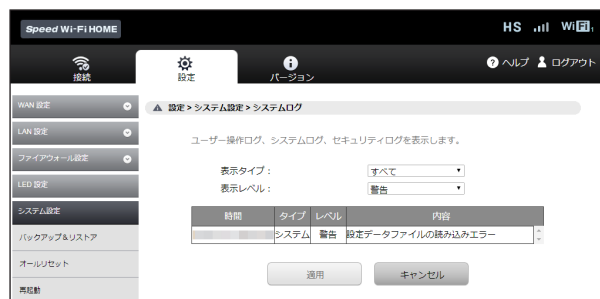 Speed Wi-Fi HOME
HS
WiFi 1
接続
設定
バージョン
ヘルプ
ログアウト
WAN 設定
LAN 設定
ファイアウォール設定
LED 設定
システム設定
バックアップ&リストア
オールリセット
再起動
設定 > システム設定 > システムログ
ユーザー操作ログ、システムログ、セキュリティログを表示します。
表示タイプ：
すべて
表示レベル：
警告
時間 タイプ レベル 内容
システム 警告 設定データファイルの読み込みエラー
適用
キャンセル